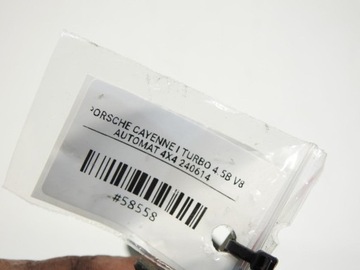 PORSCHE CAYENNE I TURBO 4.5B V8
AUTOMAT 4X4 240614
#58558